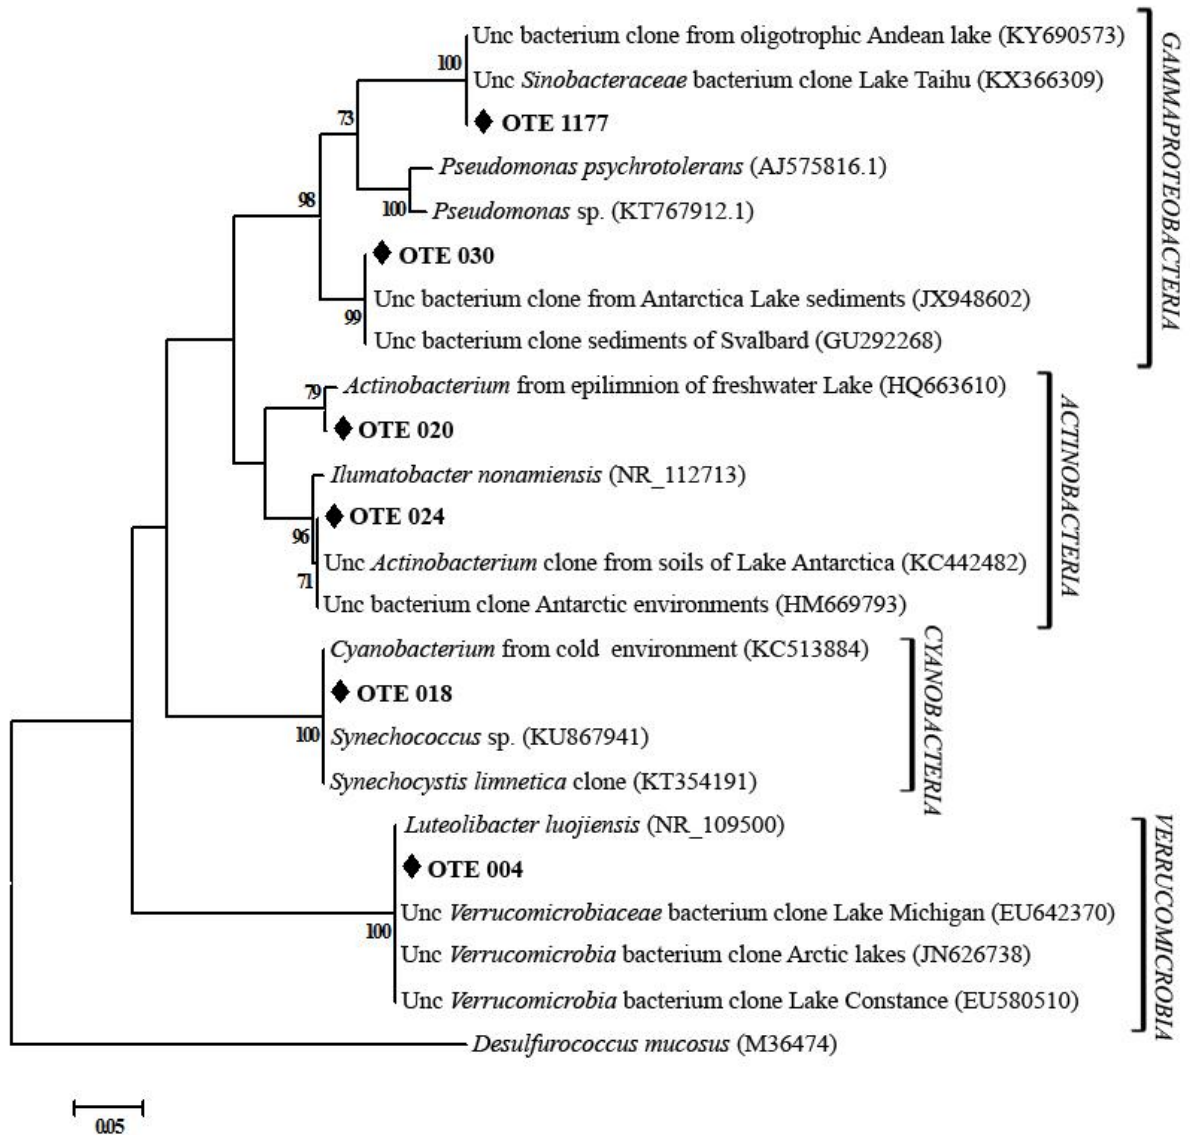 Unc bacterium clone from oligotrophic Andean lake (KY690573)
100
Unc Sinobacteraceae bacterium clone Lake Taihu (KX366309)
73
OTE 1177
Pseudomonas psychrotolerans (AJ575816.1)
98
100
Pseudomonas sp. (KT767912.1)
OTE 030
Unc bacterium clone from Antarctica Lake sediments (JX948602)
99
Unc bacterium clone sediments of Svalbard (GU292268)
GAMMAPROTEOBACTERIA
79
Actinobacterium from epilimnion of freshwater Lake (HQ663610)
OTE 020
Ilumatobacter nonamiensis (NR_112713)
OTE 024
96
Unc Actinobacterium clone from soils of Lake Antarctica (KC442482)
71
Unc bacterium clone Antarctic environments (HM669793)
ACTINOBACTERIA
Cyanobacterium from cold environment (KC513884)
OTE 018
100
Synechococcus sp. (KU867941)
Synechocystis limnetica clone (KT354191)
CYANOBACTERIA
Luteolibacter luojiensis (NR_109500)
OTE 004
Unc Verrucomicrobiaceae bacterium clone Lake Michigan (EU642370)
100
Unc Verrucomicrobia bacterium clone Arctic lakes (JN626738)
Unc Verrucomicrobia bacterium clone Lake Constance (EU580510)
VERRUCOMICROBIA
Desulfurococcus mucosus (M36474)
0.05